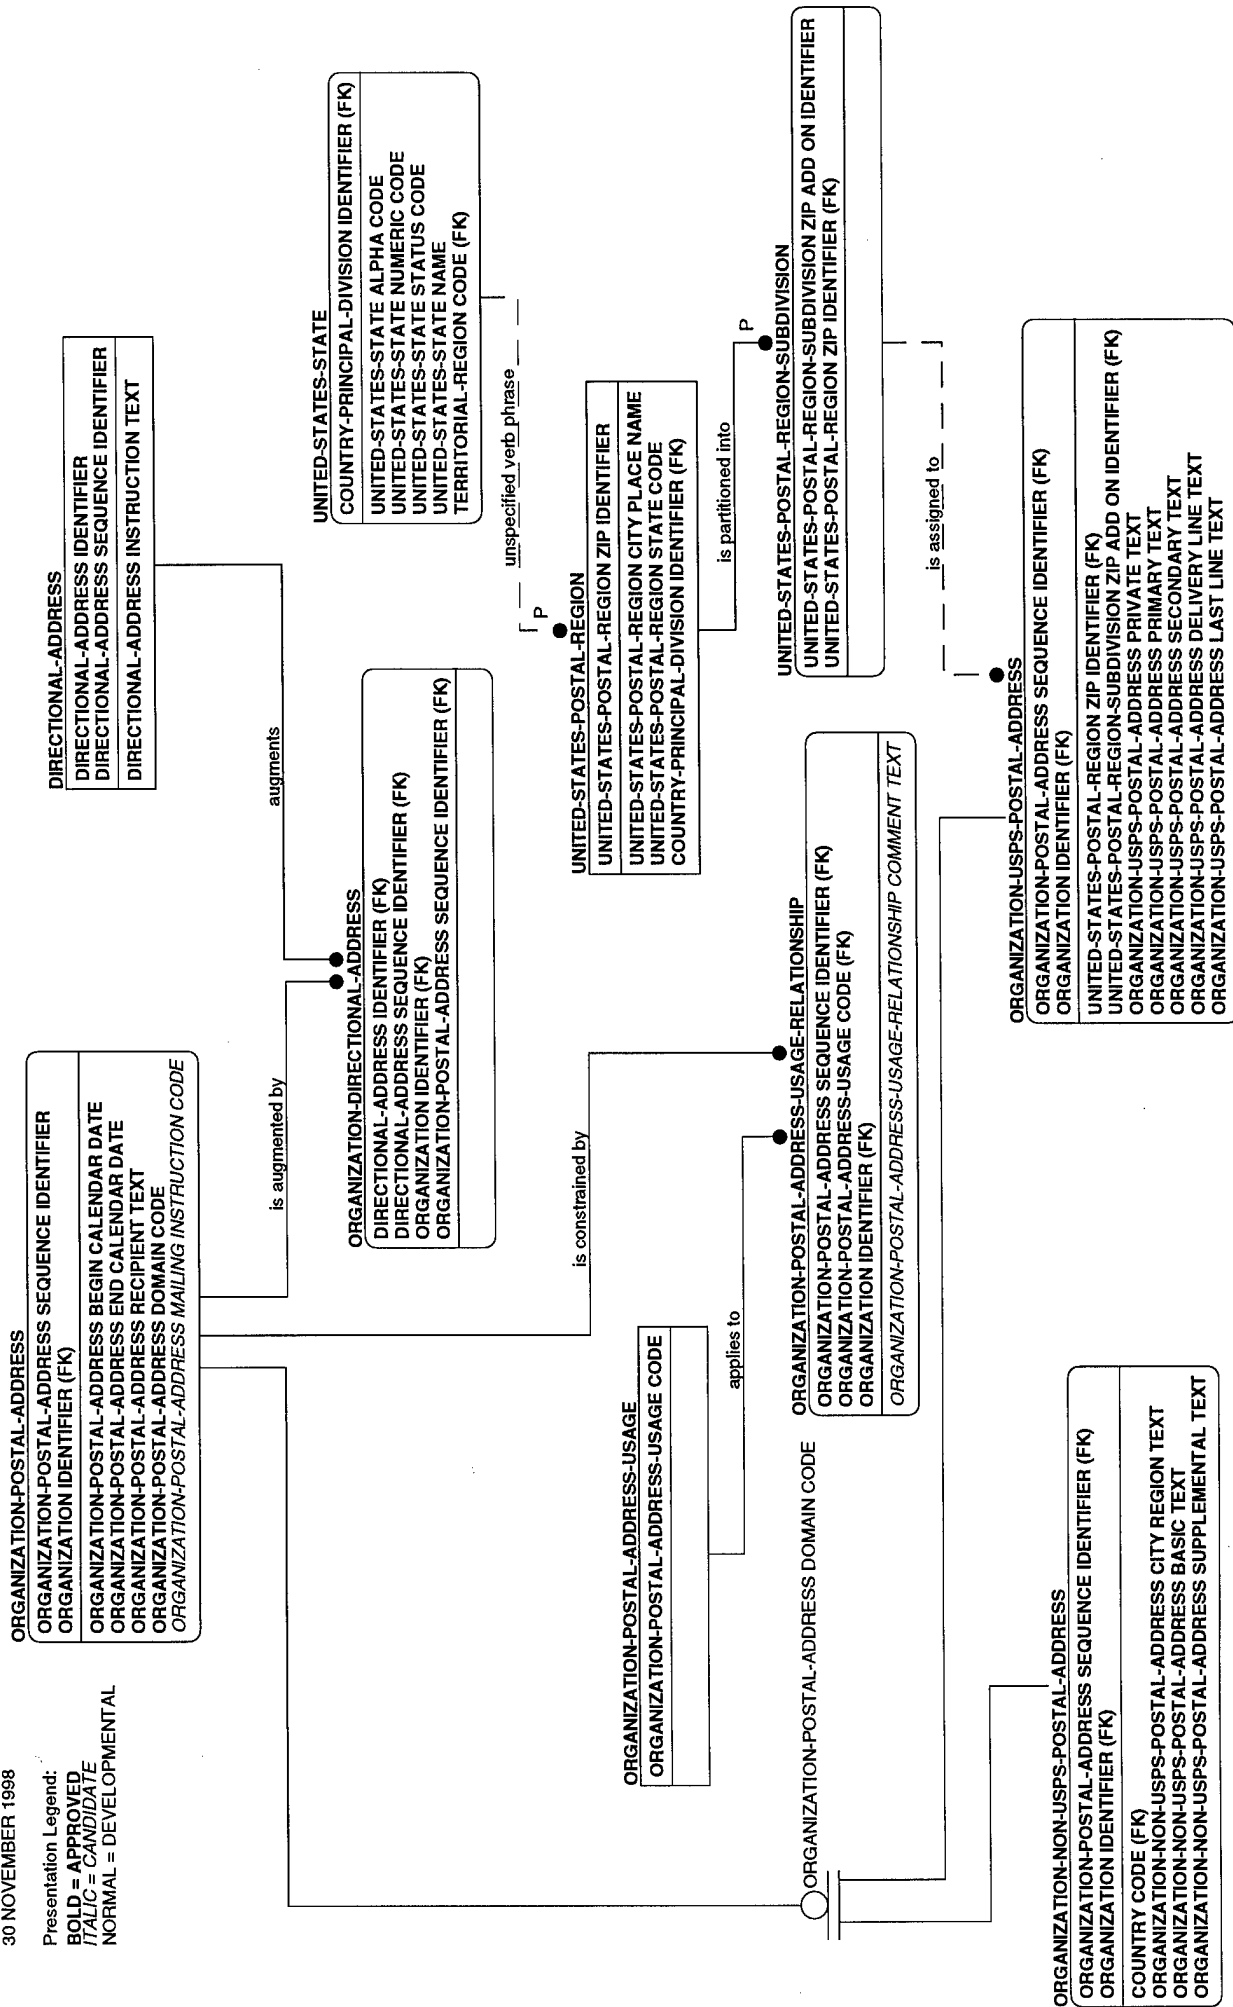 30 NOVEMBER 1998
Presentation Legend:
BOLD = APPROVED
ITALIC = CANDIDATE
NORMAL = DEVELOPMENTAL
ORGANIZATION-POSTAL-ADDRESS
ORGANIZATION-POSTAL-ADDRESS SEQUENCE IDENTIFIER
ORGANIZATION IDENTIFIER (FK)
ORGANIZATION-POSTAL-ADDRESS BEGIN CALENDAR DATE
ORGANIZATION-POSTAL-ADDRESS END CALENDAR DATE
ORGANIZATION-POSTAL-ADDRESS RECIPIENT TEXT
ORGANIZATION-POSTAL-ADDRESS DOMAIN CODE
ORGANIZATION-POSTAL-ADDRESS MAILING INSTRUCTION CODE
DIRECTIONAL-ADDRESS
DIRECTIONAL-ADDRESS IDENTIFIER
DIRECTIONAL-ADDRESS SEQUENCE IDENTIFIER
DIRECTIONAL-ADDRESS INSTRUCTION TEXT
is augmented by
augments
ORGANIZATION-DIRECTIONAL-ADDRESS
DIRECTIONAL-ADDRESS IDENTIFIER (FK)
DIRECTIONAL-ADDRESS SEQUENCE IDENTIFIER (FK)
ORGANIZATION IDENTIFIER (FK)
ORGANIZATION-POSTAL-ADDRESS SEQUENCE IDENTIFIER (FK)
UNITED-STATES-STATE
COUNTRY-PRINCIPAL-DIVISION IDENTIFIER (FK)
UNITED-STATES-STATE ALPHA CODE
UNITED-STATES-STATE NUMERIC CODE
UNITED-STATES-STATE STATUS CODE
UNITED-STATES-STATE NAME
TERRITORIAL-REGION CODE (FK)
unspecified verb phrase
P
UNITED-STATES-POSTAL-REGION
UNITED-STATES-POSTAL-REGION ZIP IDENTIFIER
UNITED-STATES-POSTAL-REGION CITY PLACE NAME
UNITED-STATES-POSTAL-REGION STATE CODE
COUNTRY-PRINCIPAL-DIVISION IDENTIFIER (FK)
is constrained by
is partitioned into
P
ORGANIZATION-POSTAL-ADDRESS-USAGE
ORGANIZATION-POSTAL-ADDRESS-USAGE CODE
applies to
ORGANIZATION-POSTAL-ADDRESS-USAGE-RELATIONSHIP
ORGANIZATION-POSTAL-ADDRESS SEQUENCE IDENTIFIER (FK)
ORGANIZATION-POSTAL-ADDRESS-USAGE CODE (FK)
ORGANIZATION IDENTIFIER (FK)
ORGANIZATION-POSTAL-ADDRESS-USAGE-RELATIONSHIP COMMENT TEXT
UNITED-STATES-POSTAL-REGION-SUBDIVISION
UNITED-STATES-POSTAL-REGION-SUBDIVISION ZIP ADD ON IDENTIFIER
UNITED-STATES-POSTAL-REGION ZIP IDENTIFIER (FK)
is assigned to
ORGANIZATION-POSTAL-ADDRESS DOMAIN CODE
ORGANIZATION-NON-USPS-POSTAL-ADDRESS
ORGANIZATION-POSTAL-ADDRESS SEQUENCE IDENTIFIER (FK)
ORGANIZATION IDENTIFIER (FK)
COUNTRY CODE (FK)
ORGANIZATION-NON-USPS-POSTAL-ADDRESS CITY REGION TEXT
ORGANIZATION-NON-USPS-POSTAL-ADDRESS BASIC TEXT
ORGANIZATION-NON-USPS-POSTAL-ADDRESS SUPPLEMENTAL TEXT
ORGANIZATION-USPS-POSTAL-ADDRESS
ORGANIZATION-POSTAL-ADDRESS SEQUENCE IDENTIFIER (FK)
ORGANIZATION IDENTIFIER (FK)
UNITED-STATES-POSTAL-REGION ZIP IDENTIFIER (FK)
UNITED-STATES-POSTAL-REGION-SUBDIVISION ZIP ADD ON IDENTIFIER (FK)
ORGANIZATION-USPS-POSTAL-ADDRESS PRIVATE TEXT
ORGANIZATION-USPS-POSTAL-ADDRESS PRIMARY TEXT
ORGANIZATION-USPS-POSTAL-ADDRESS SECONDARY TEXT
ORGANIZATION-USPS-POSTAL-ADDRESS DELIVERY LINE TEXT
ORGANIZATION-USPS-POSTAL-ADDRESS LAST LINE TEXT